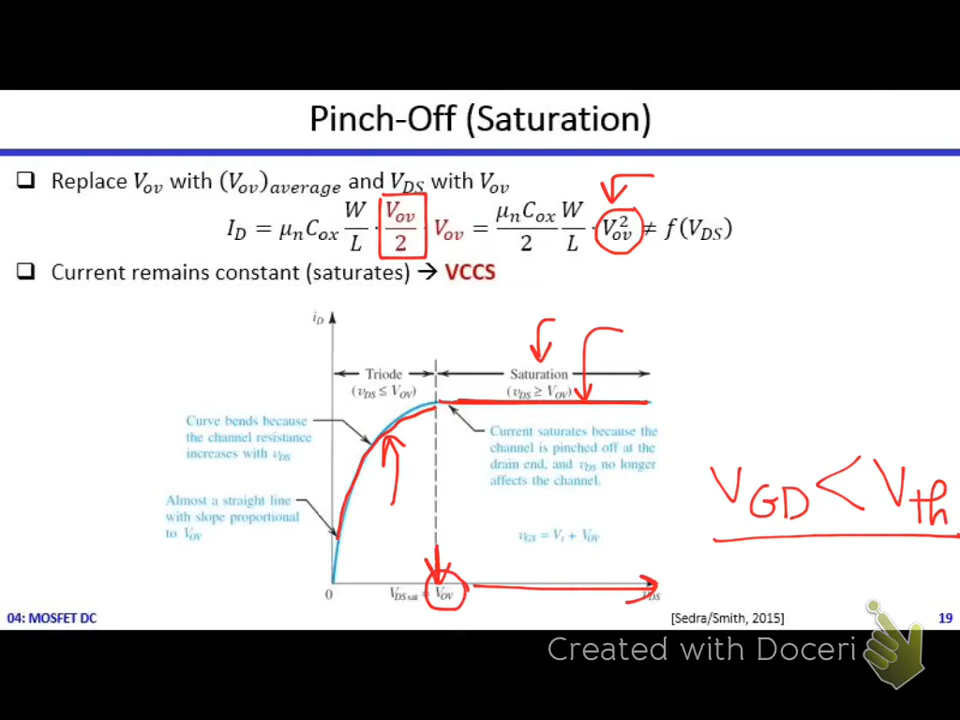 Pinch-Off (Saturation)
❑ Replace V_ov with (V_ov)_average and V_DS with V_ov
I_D = μ_n C_ox W/L · V_ov/2 · V_ov = μ_n C_ox/2 W/L · V_ov^2 ≠ f(V_DS)
❑ Current remains constant (saturates) → VCCS
i_D
Triode
(v_DS ≤ V_OV)
Saturation
(v_DS ≥ V_OV)
Curve bends because
the channel resistance
increases with v_DS
Current saturates because the
channel is pinched off at the
drain end, and v_DS no longer
affects the channel.
Almost a straight line
with slope proportional
to V_OV
v_GS = V_t + V_OV
V_GD < V_th
0
V_DSsat = V_OV
v_DS
04: MOSFET DC
[Sedra/Smith, 2015]
19
Created with Doceri